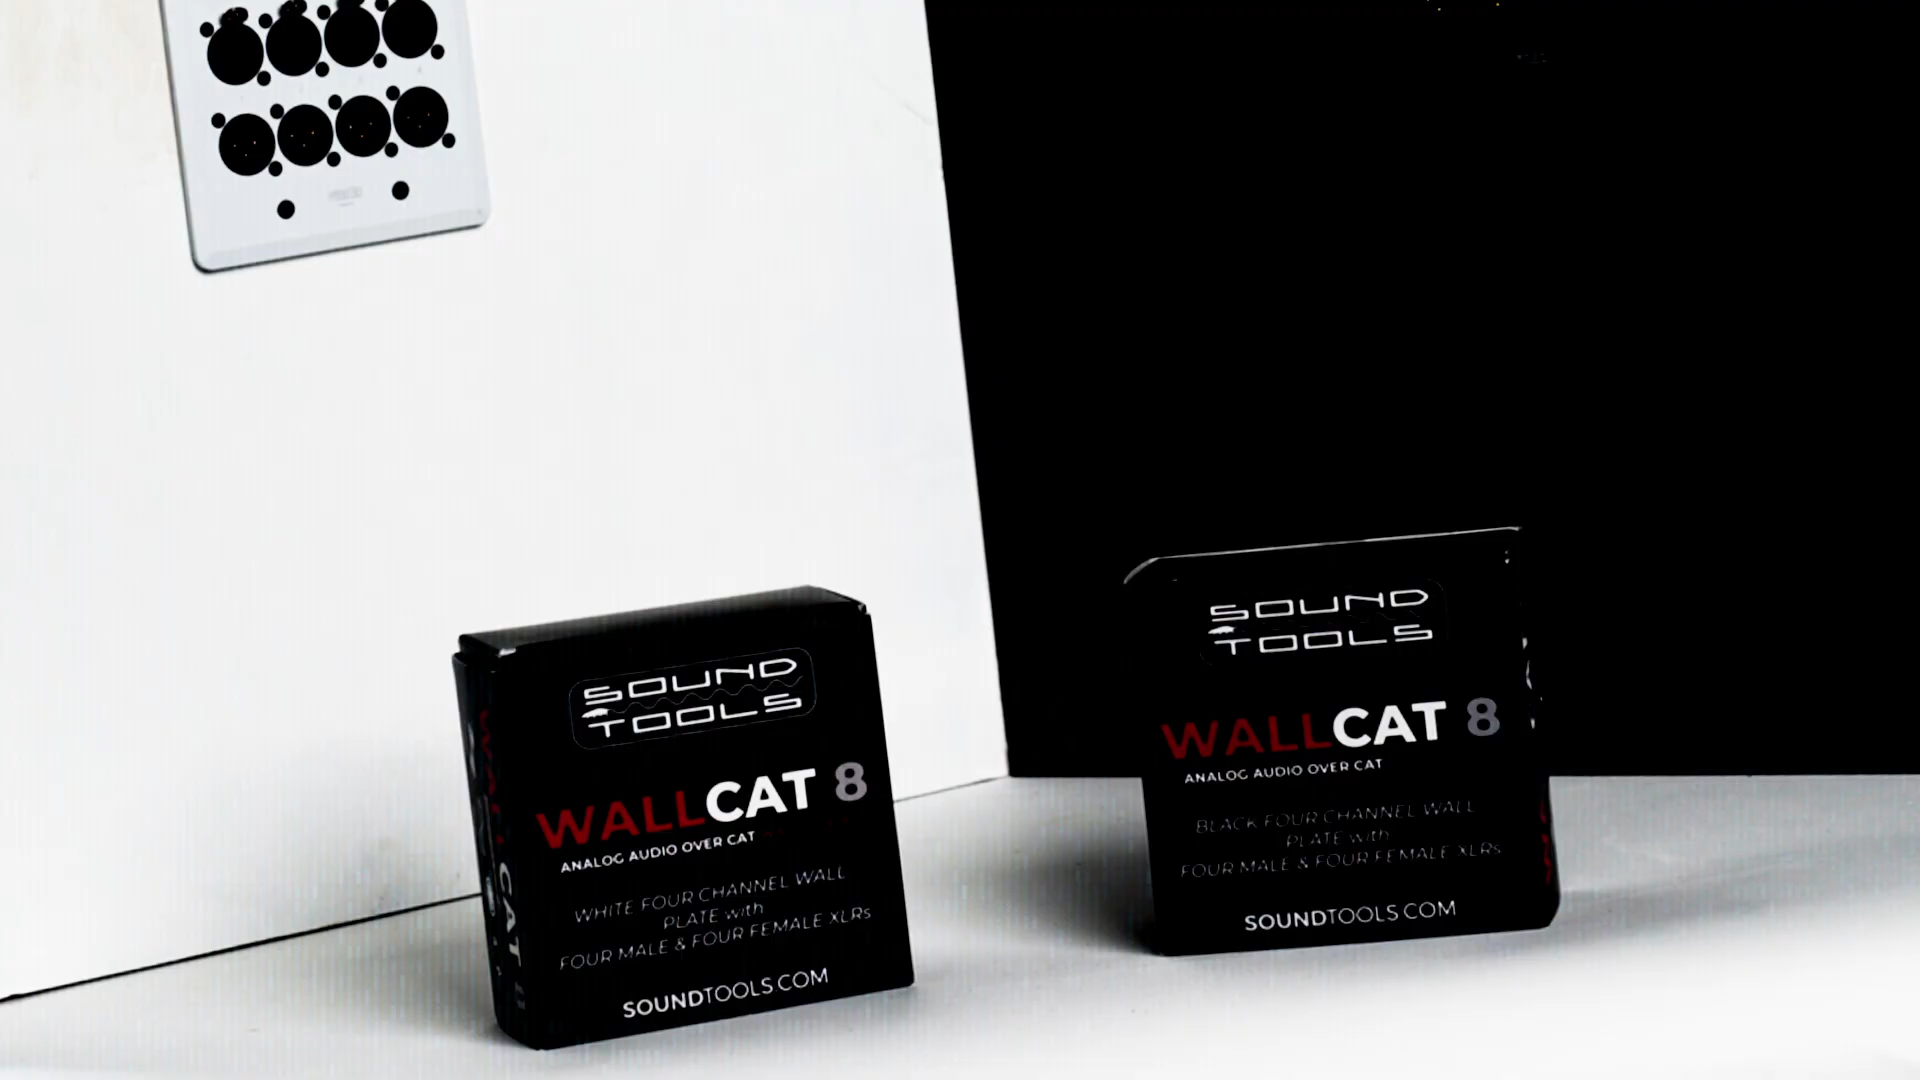 SOUND
TOOLS
WALLCAT 8
ANALOG AUDIO OVER CAT
WHITE FOUR CHANNEL WALL
PLATE with
FOUR MALE & FOUR FEMALE XLRs
SOUNDTOOLS.COM
CAT
SOUND
TOOLS
WALLCAT 8
ANALOG AUDIO OVER CAT
BLACK FOUR CHANNEL WALL
PLATE with
FOUR MALE & FOUR FEMALE XLRs
SOUNDTOOLS.COM